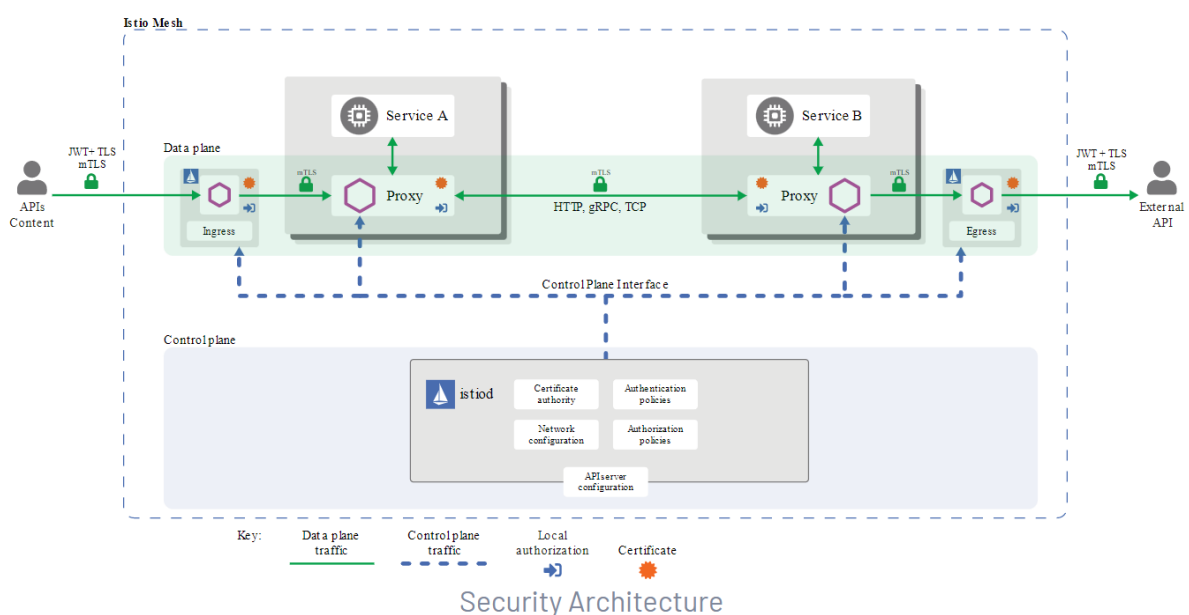 Istio Mesh
Service A
Service B
Data plane
JWT+ TLS
mTLS
APIs
Content
mTLS
Proxy
Ingress
mTLS
HTTP, gRPC, TCP
Proxy
mTLS
Egress
JWT + TLS
mTLS
External
API
Control Plane Interface
Control plane
istiod
Certificate
authority
Authentication
policies
Network
configuration
Authorization
policies
API server
configuration
Key:
Data plane
traffic
Control plane
traffic
Local
authorization
Certificate
Security Architecture